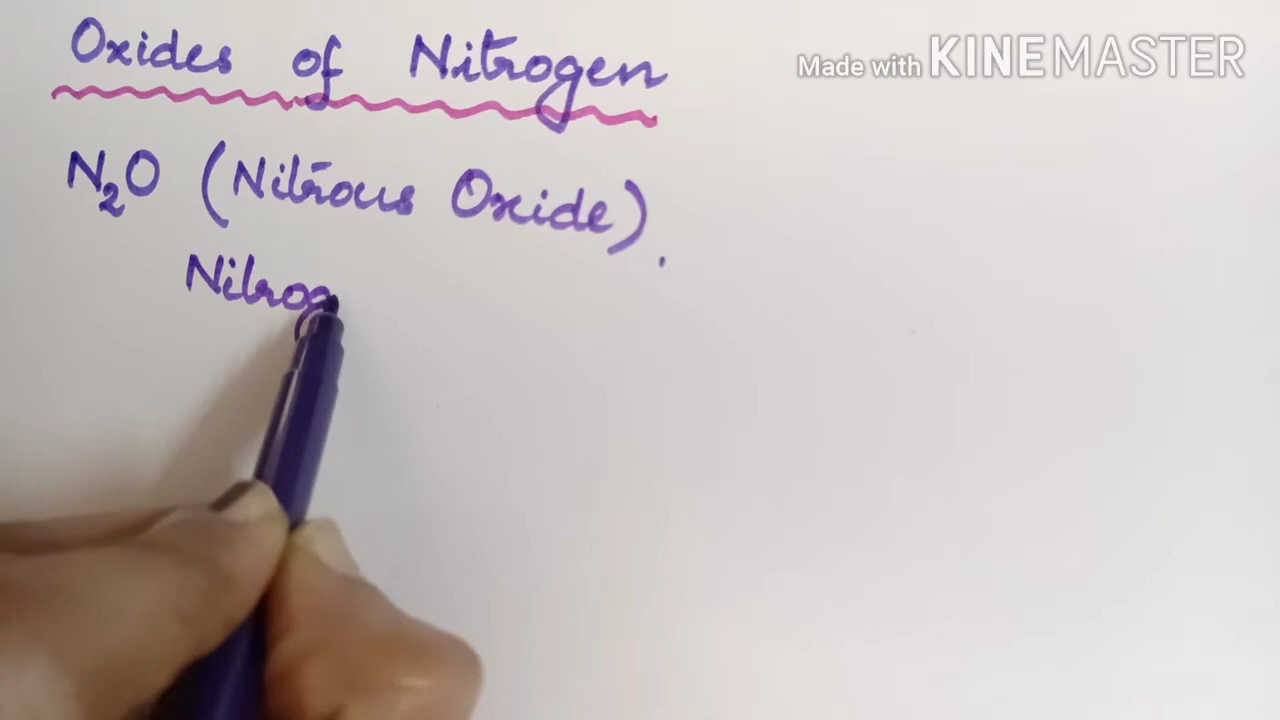 Oxides of Nitrogen
Made with KINEMASTER
N₂O (Nitrous Oxide).
Nitrog